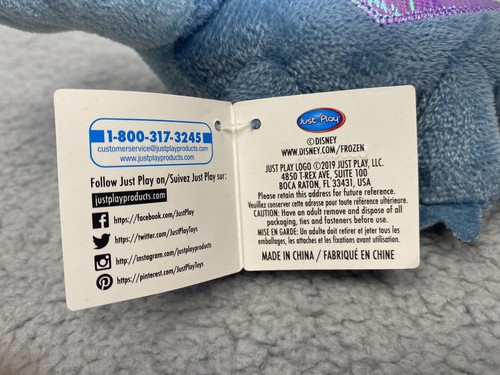 1-800-317-3245
customerservice@justplayproducts.com
www.justplayproducts.com
Follow Just Play on/Suivez Just Play sur:
justplayproducts.com
https://facebook.com/JustPlay
https://twitter.com/JustPlayToys
http://instagram.com/justplayproducts
https://pinterest.com/JustPlayToys
Just Play
©DISNEY
WWW.DISNEY.COM/FROZEN
JUST PLAY LOGO ©2019 JUST PLAY, LLC.
4850 T-REX AVE, SUITE 100
BOCA RATON, FL 33431, USA
Please retain this address for future reference.
Veuillez conserver cette adresse pour toute référence ultérieure.
CAUTION: Have an adult remove and dispose of all
packaging, ties and fasteners before use.
MISE EN GARDE: Un adulte doit retirer et jeter tous les
emballages, les attaches et les fixations avant utilisation.
MADE IN CHINA / FABRIQUÉ EN CHINE